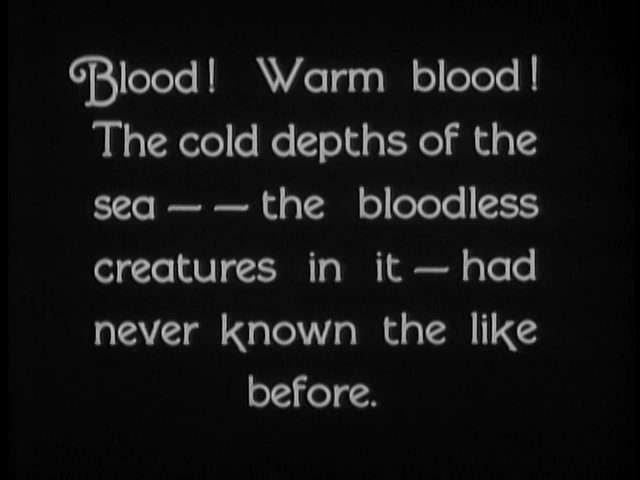 Blood! Warm blood!
The cold depths of the
sea — — the bloodless
creatures in it — had
never known the like
before.